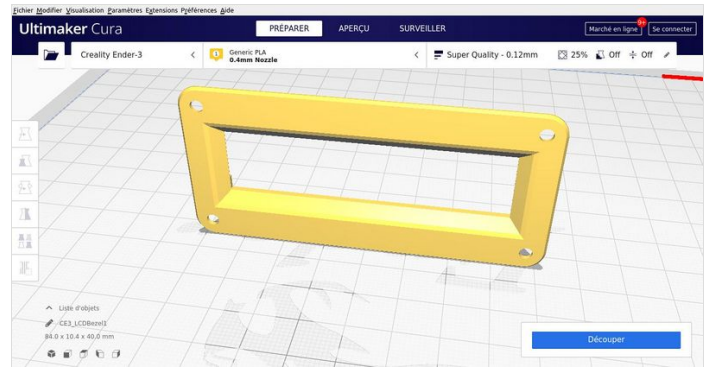 Fichier Modifier Visualisation Paramètres Extensions Préférences Aide
Ultimaker Cura PRÉPARER APERÇU SURVEILLER Marché en ligne 9+ Se connecter
Creality Ender-3 < 1 Generic PLA < Super Quality - 0.12mm 25% Off Off
0.4mm Nozzle
Liste d'objets
CE3_LCDBezel1
84.0 x 10.4 x 40.0 mm
Découper